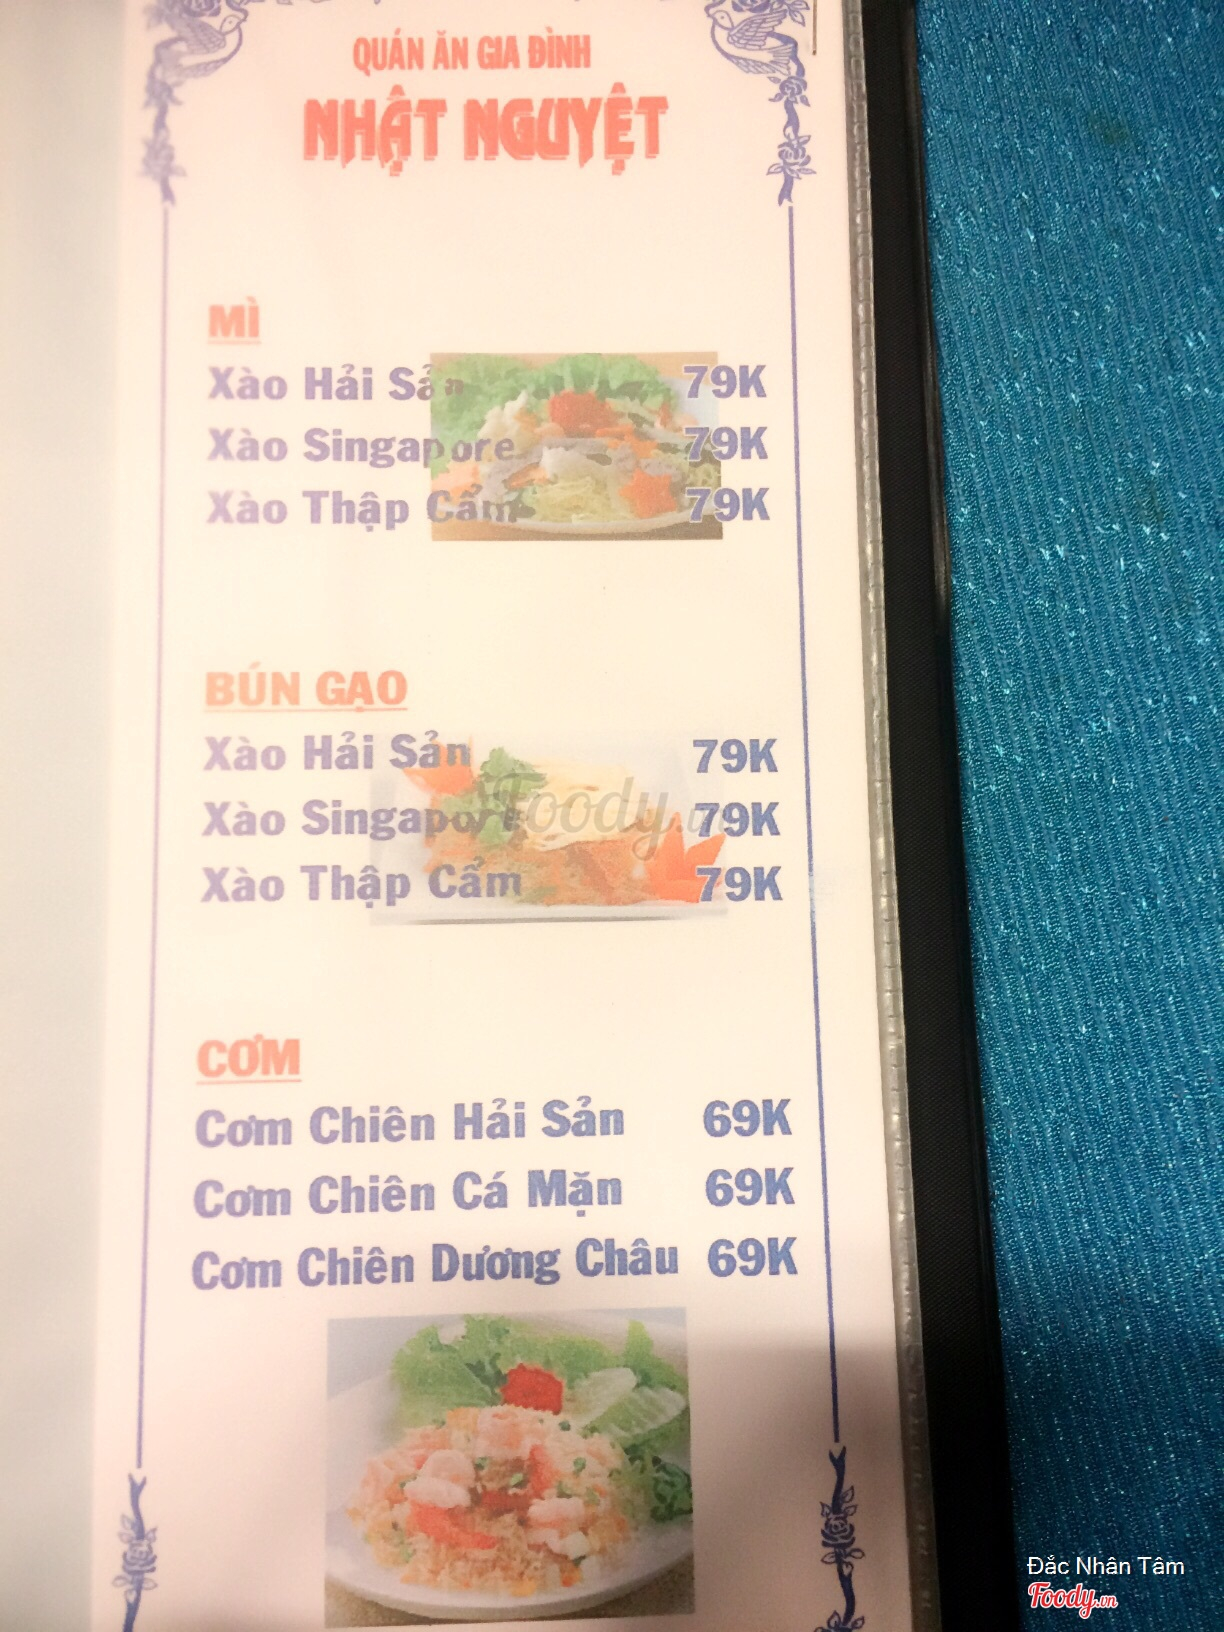 QUÁN ĂN GIA ĐÌNH
NHẬT NGUYỆT
MÌ
Xào Hải Sản 79K
Xào Singapore 79K
Xào Thập Cẩm 79K
BÚN GẠO
Xào Hải Sản 79K
Xào Singapore 79K
Xào Thập Cẩm 79K
Foody.vn
CƠM
Cơm Chiên Hải Sản 69K
Cơm Chiên Cá Mặn 69K
Cơm Chiên Dương Châu 69K
Đắc Nhân Tâm
Foody.vn